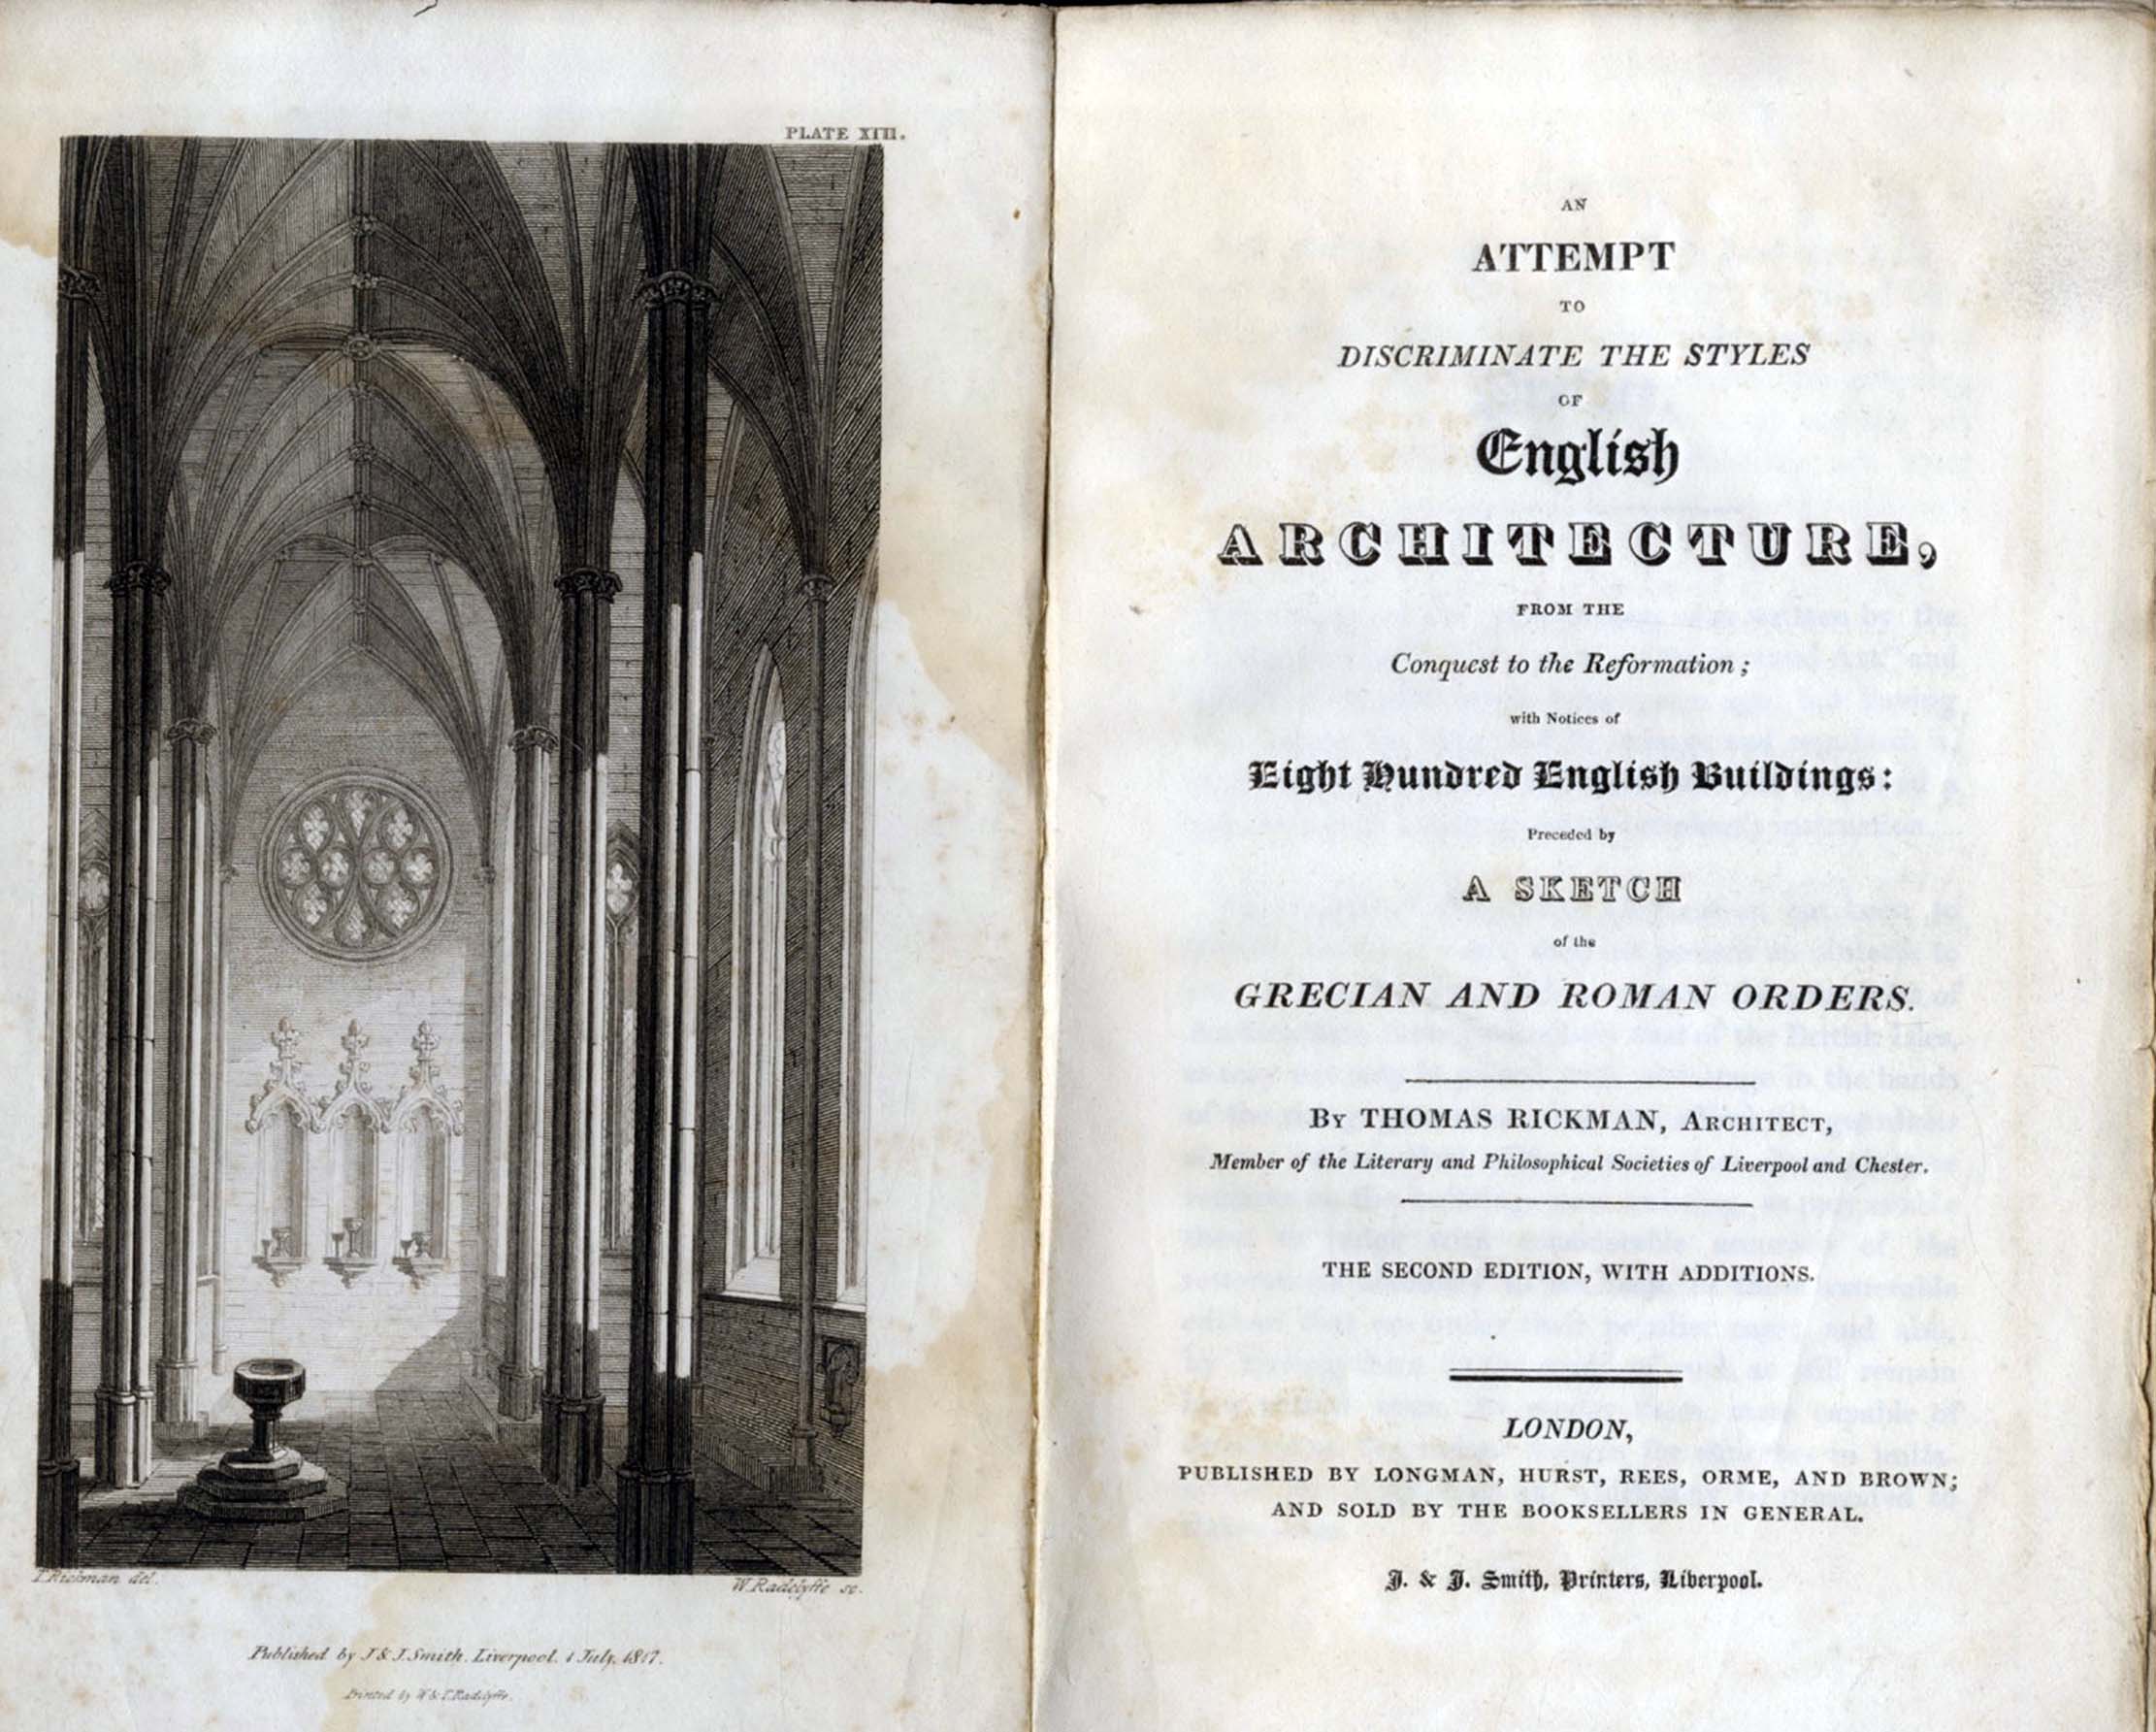 PLATE XIII.
T. Rickman del.
W. Radclyffe sc.
Published by J & J. Smith. Liverpool. 1 July. 1817.
Printed by W & T. Radclyffe.
AN
ATTEMPT
TO
DISCRIMINATE THE STYLES
OF
English
ARCHITECTURE,
FROM THE
Conquest to the Reformation;
with Notices of
Eight Hundred English Buildings:
Preceded by
A SKETCH
of the
GRECIAN AND ROMAN ORDERS.
By THOMAS RICKMAN, Architect,
Member of the Literary and Philosophical Societies of Liverpool and Chester.
THE SECOND EDITION, WITH ADDITIONS.
LONDON,
PUBLISHED BY LONGMAN, HURST, REES, ORME, AND BROWN;
AND SOLD BY THE BOOKSELLERS IN GENERAL.
J. & J. Smith, Printers, Liverpool.